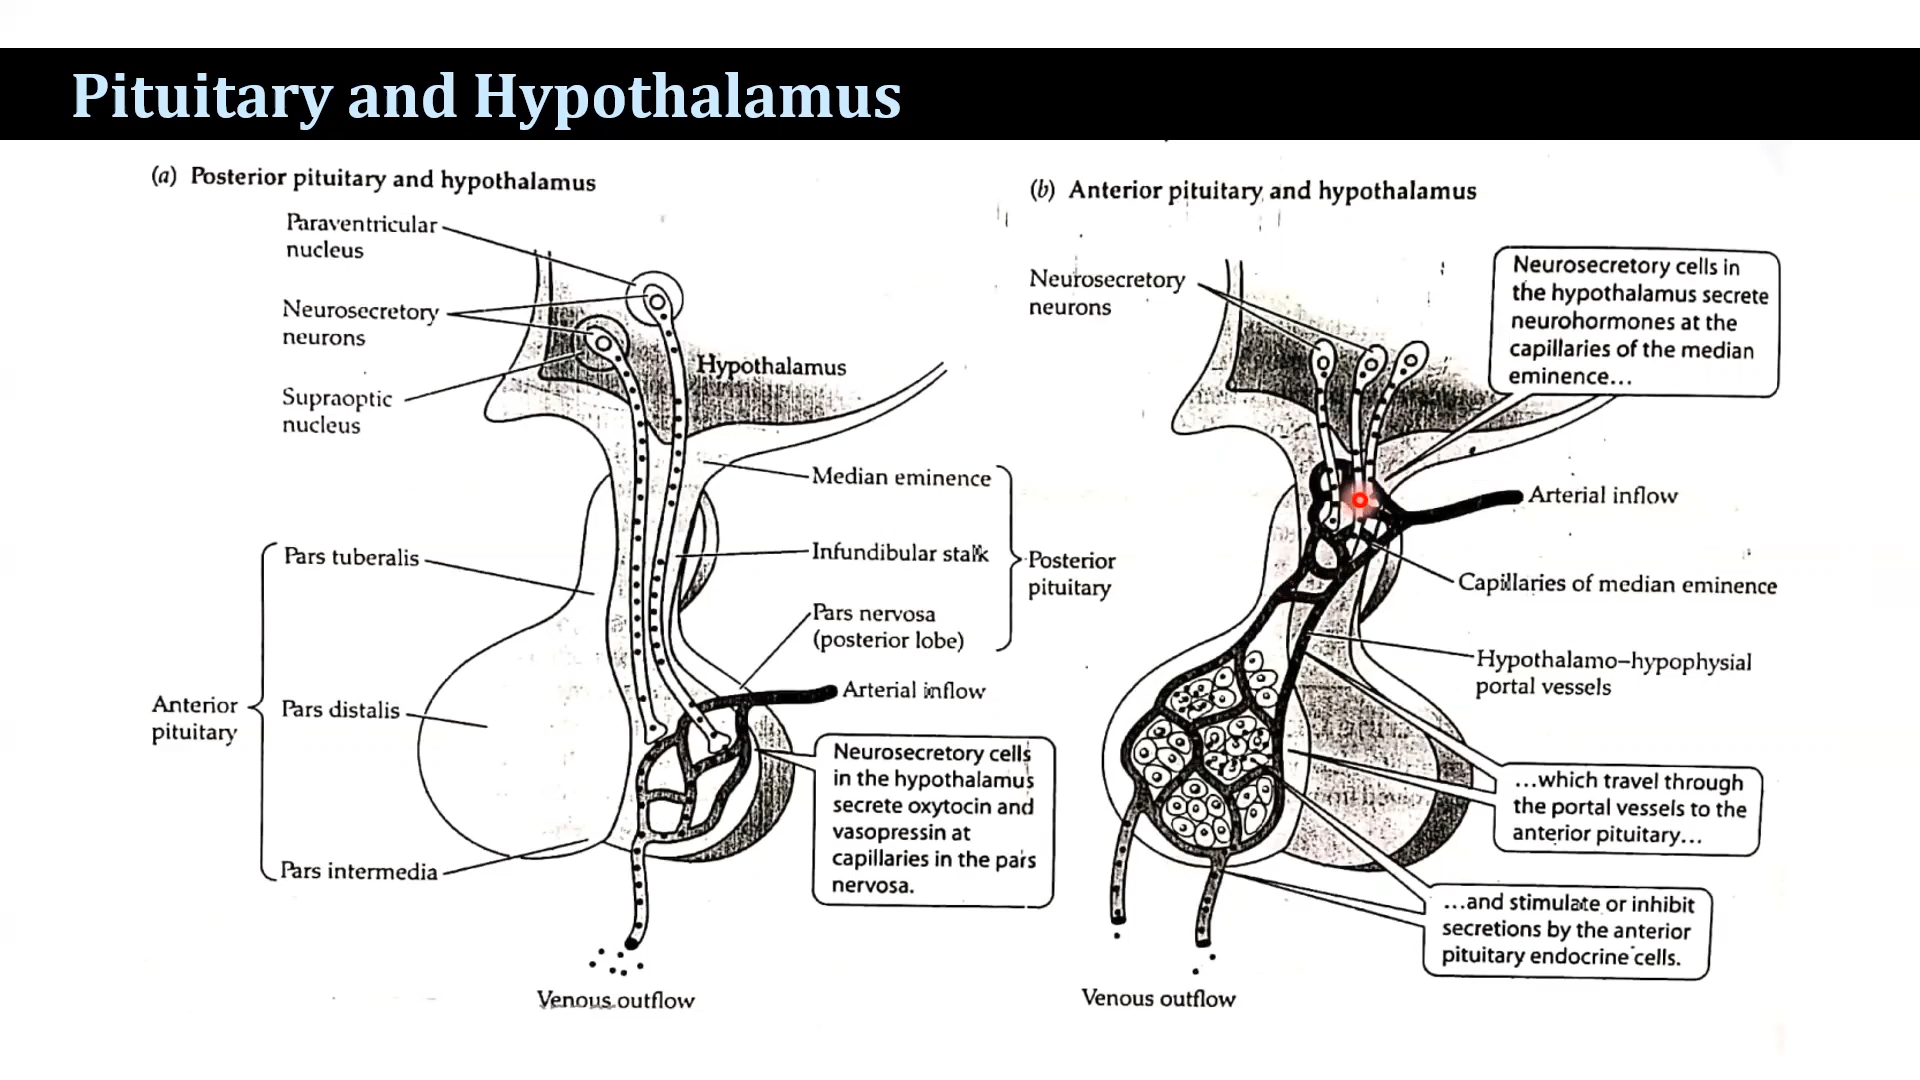 Pituitary and Hypothalamus
(a) Posterior pituitary and hypothalamus
Paraventricular
nucleus
Neurosecretory
neurons
Supraoptic
nucleus
Hypothalamus
Median eminence
Infundibular stalk
Pars nervosa
(posterior lobe)
Posterior
pituitary
Pars tuberalis
Pars distalis
Pars intermedia
Anterior
pituitary
Arterial inflow
Neurosecretory cells
in the hypothalamus
secrete oxytocin and
vasopressin at
capillaries in the pars
nervosa.
Venous outflow
(b) Anterior pituitary and hypothalamus
Neurosecretory
neurons
Neurosecretory cells in
the hypothalamus secrete
neurohormones at the
capillaries of the median
eminence...
Arterial inflow
Capillaries of median eminence
Hypothalamo–hypophysial
portal vessels
...which travel through
the portal vessels to the
anterior pituitary...
...and stimulate or inhibit
secretions by the anterior
pituitary endocrine cells.
Venous outflow